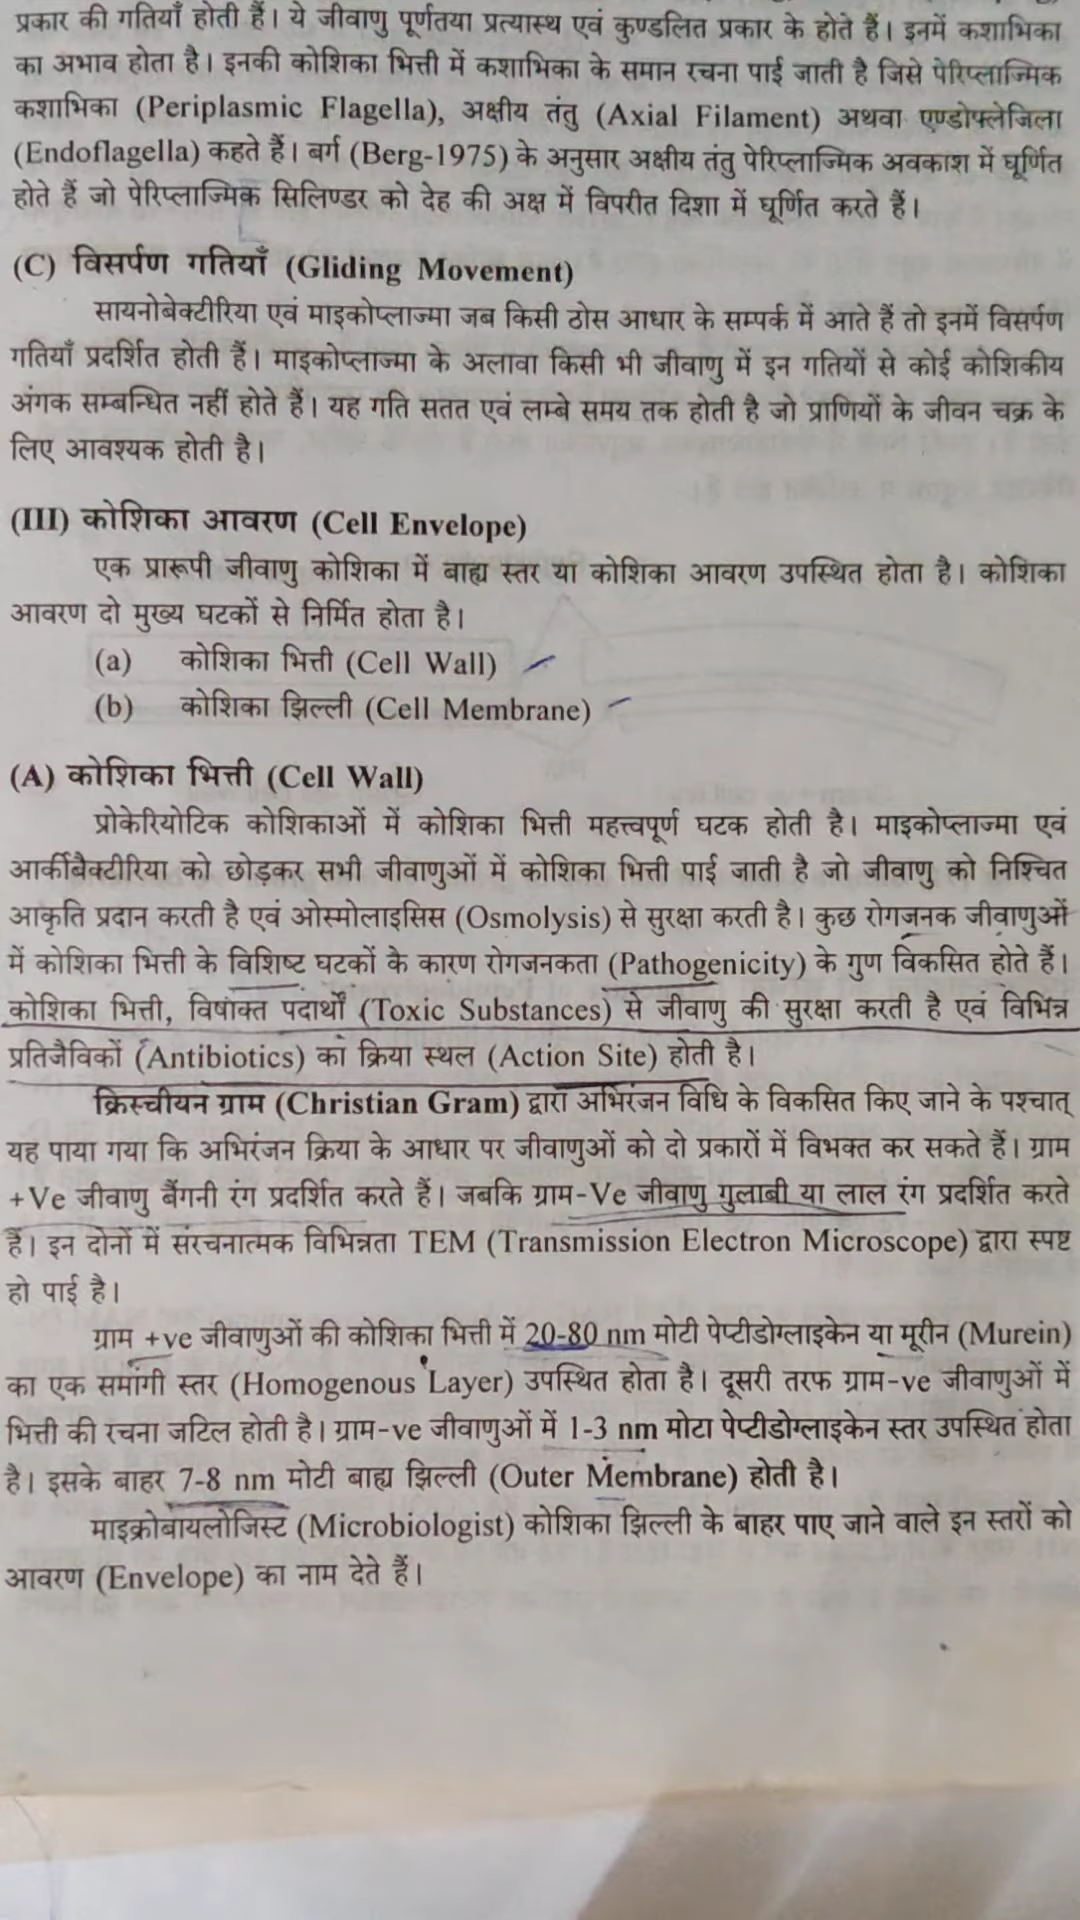 प्रकार की गतियाँ होती हैं। ये जीवाणु पूर्णतया प्रत्यास्थ एवं कुण्डलित प्रकार के होते हैं। इनमें कशाभिका
का अभाव होता है। इनकी कोशिका भित्ती में कशाभिका के समान रचना पाई जाती है जिसे पेरिप्लाज्मिक
कशाभिका (Periplasmic Flagella), अक्षीय तंतु (Axial Filament) अथवा एण्डोफ्लेजिला
(Endoflagella) कहते हैं। बर्ग (Berg-1975) के अनुसार अक्षीय तंतु पेरिप्लाज्मिक अवकाश में घूर्णित
होते हैं जो पेरिप्लाज्मिक सिलिण्डर को देह की अक्ष में विपरीत दिशा में घूर्णित करते हैं।
(C) विसर्पण गतियाँ (Gliding Movement)
सायनोबेक्टीरिया एवं माइकोप्लाज्मा जब किसी ठोस आधार के सम्पर्क में आते हैं तो इनमें विसर्पण
गतियाँ प्रदर्शित होती हैं। माइकोप्लाज्मा के अलावा किसी भी जीवाणु में इन गतियों से कोई कोशिकीय
अंगक सम्बन्धित नहीं होते हैं। यह गति सतत एवं लम्बे समय तक होती है जो प्राणियों के जीवन चक्र के
लिए आवश्यक होती है।
(III) कोशिका आवरण (Cell Envelope)
एक प्रारूपी जीवाणु कोशिका में बाह्य स्तर या कोशिका आवरण उपस्थित होता है। कोशिका
आवरण दो मुख्य घटकों से निर्मित होता है।
(a) कोशिका भित्ती (Cell Wall)
(b) कोशिका झिल्ली (Cell Membrane)
(A) कोशिका भित्ती (Cell Wall)
प्रोकेरियोटिक कोशिकाओं में कोशिका भित्ती महत्त्वपूर्ण घटक होती है। माइकोप्लाज्मा एवं
आर्कीबैक्टीरिया को छोड़कर सभी जीवाणुओं में कोशिका भित्ती पाई जाती है जो जीवाणु को निश्चित
आकृति प्रदान करती है एवं ओस्मोलाइसिस (Osmolysis) से सुरक्षा करती है। कुछ रोगजनक जीवाणुओं
में कोशिका भित्ती के विशिष्ट घटकों कै कारण रोगजनकता (Pathogenicity) के गुण विकसित होते हैं।
कोशिका भित्ती, विषाक्त पदार्थों (Toxic Substances) से जीवाणु की सुरक्षा करती है एवं विभिन्न
प्रतिजैविकों (Antibiotics) का क्रिया स्थल (Action Site) होती है।
क्रिस्चीयन ग्राम (Christian Gram) द्वारा अभिरंजन विधि के विकसित किए जाने के पश्चात्
यह पाया गया कि अभिरंजन क्रिया के आधार पर जीवाणुओं को दो प्रकारों में विभक्त कर सकते हैं। ग्राम
+Ve जीवाणु बैंगनी रंग प्रदर्शित करते हैं। जबकि ग्राम-Ve जीवाणु गुलाबी या लाल रंग प्रदर्शित करते
हैं। इन दोनों में संरचनात्मक विभिन्नता TEM (Transmission Electron Microscope) द्वारा स्पष्ट
हो पाई है।
ग्राम +ve जीवाणुओं की कोशिका भित्ती में 20-80 nm मोटी पेप्टीडोग्लाइकेन या मूरीन (Murein)
का एक समांगी स्तर (Homogenous Layer) उपस्थित होता है। दूसरी तरफ ग्राम-ve जीवाणुओं में
भित्ती की रचना जटिल होती है। ग्राम-ve जीवाणुओं में 1-3 nm मोटा पेप्टीडोग्लाइकेन स्तर उपस्थित होता
है। इसके बाहर 7-8 nm मोटी बाह्य झिल्ली (Outer Membrane) होती है।
माइक्रोबायलोजिस्ट (Microbiologist) कोशिका झिल्ली के बाहर पाए जाने वाले इन स्तरों को
आवरण (Envelope) का नाम देते हैं।